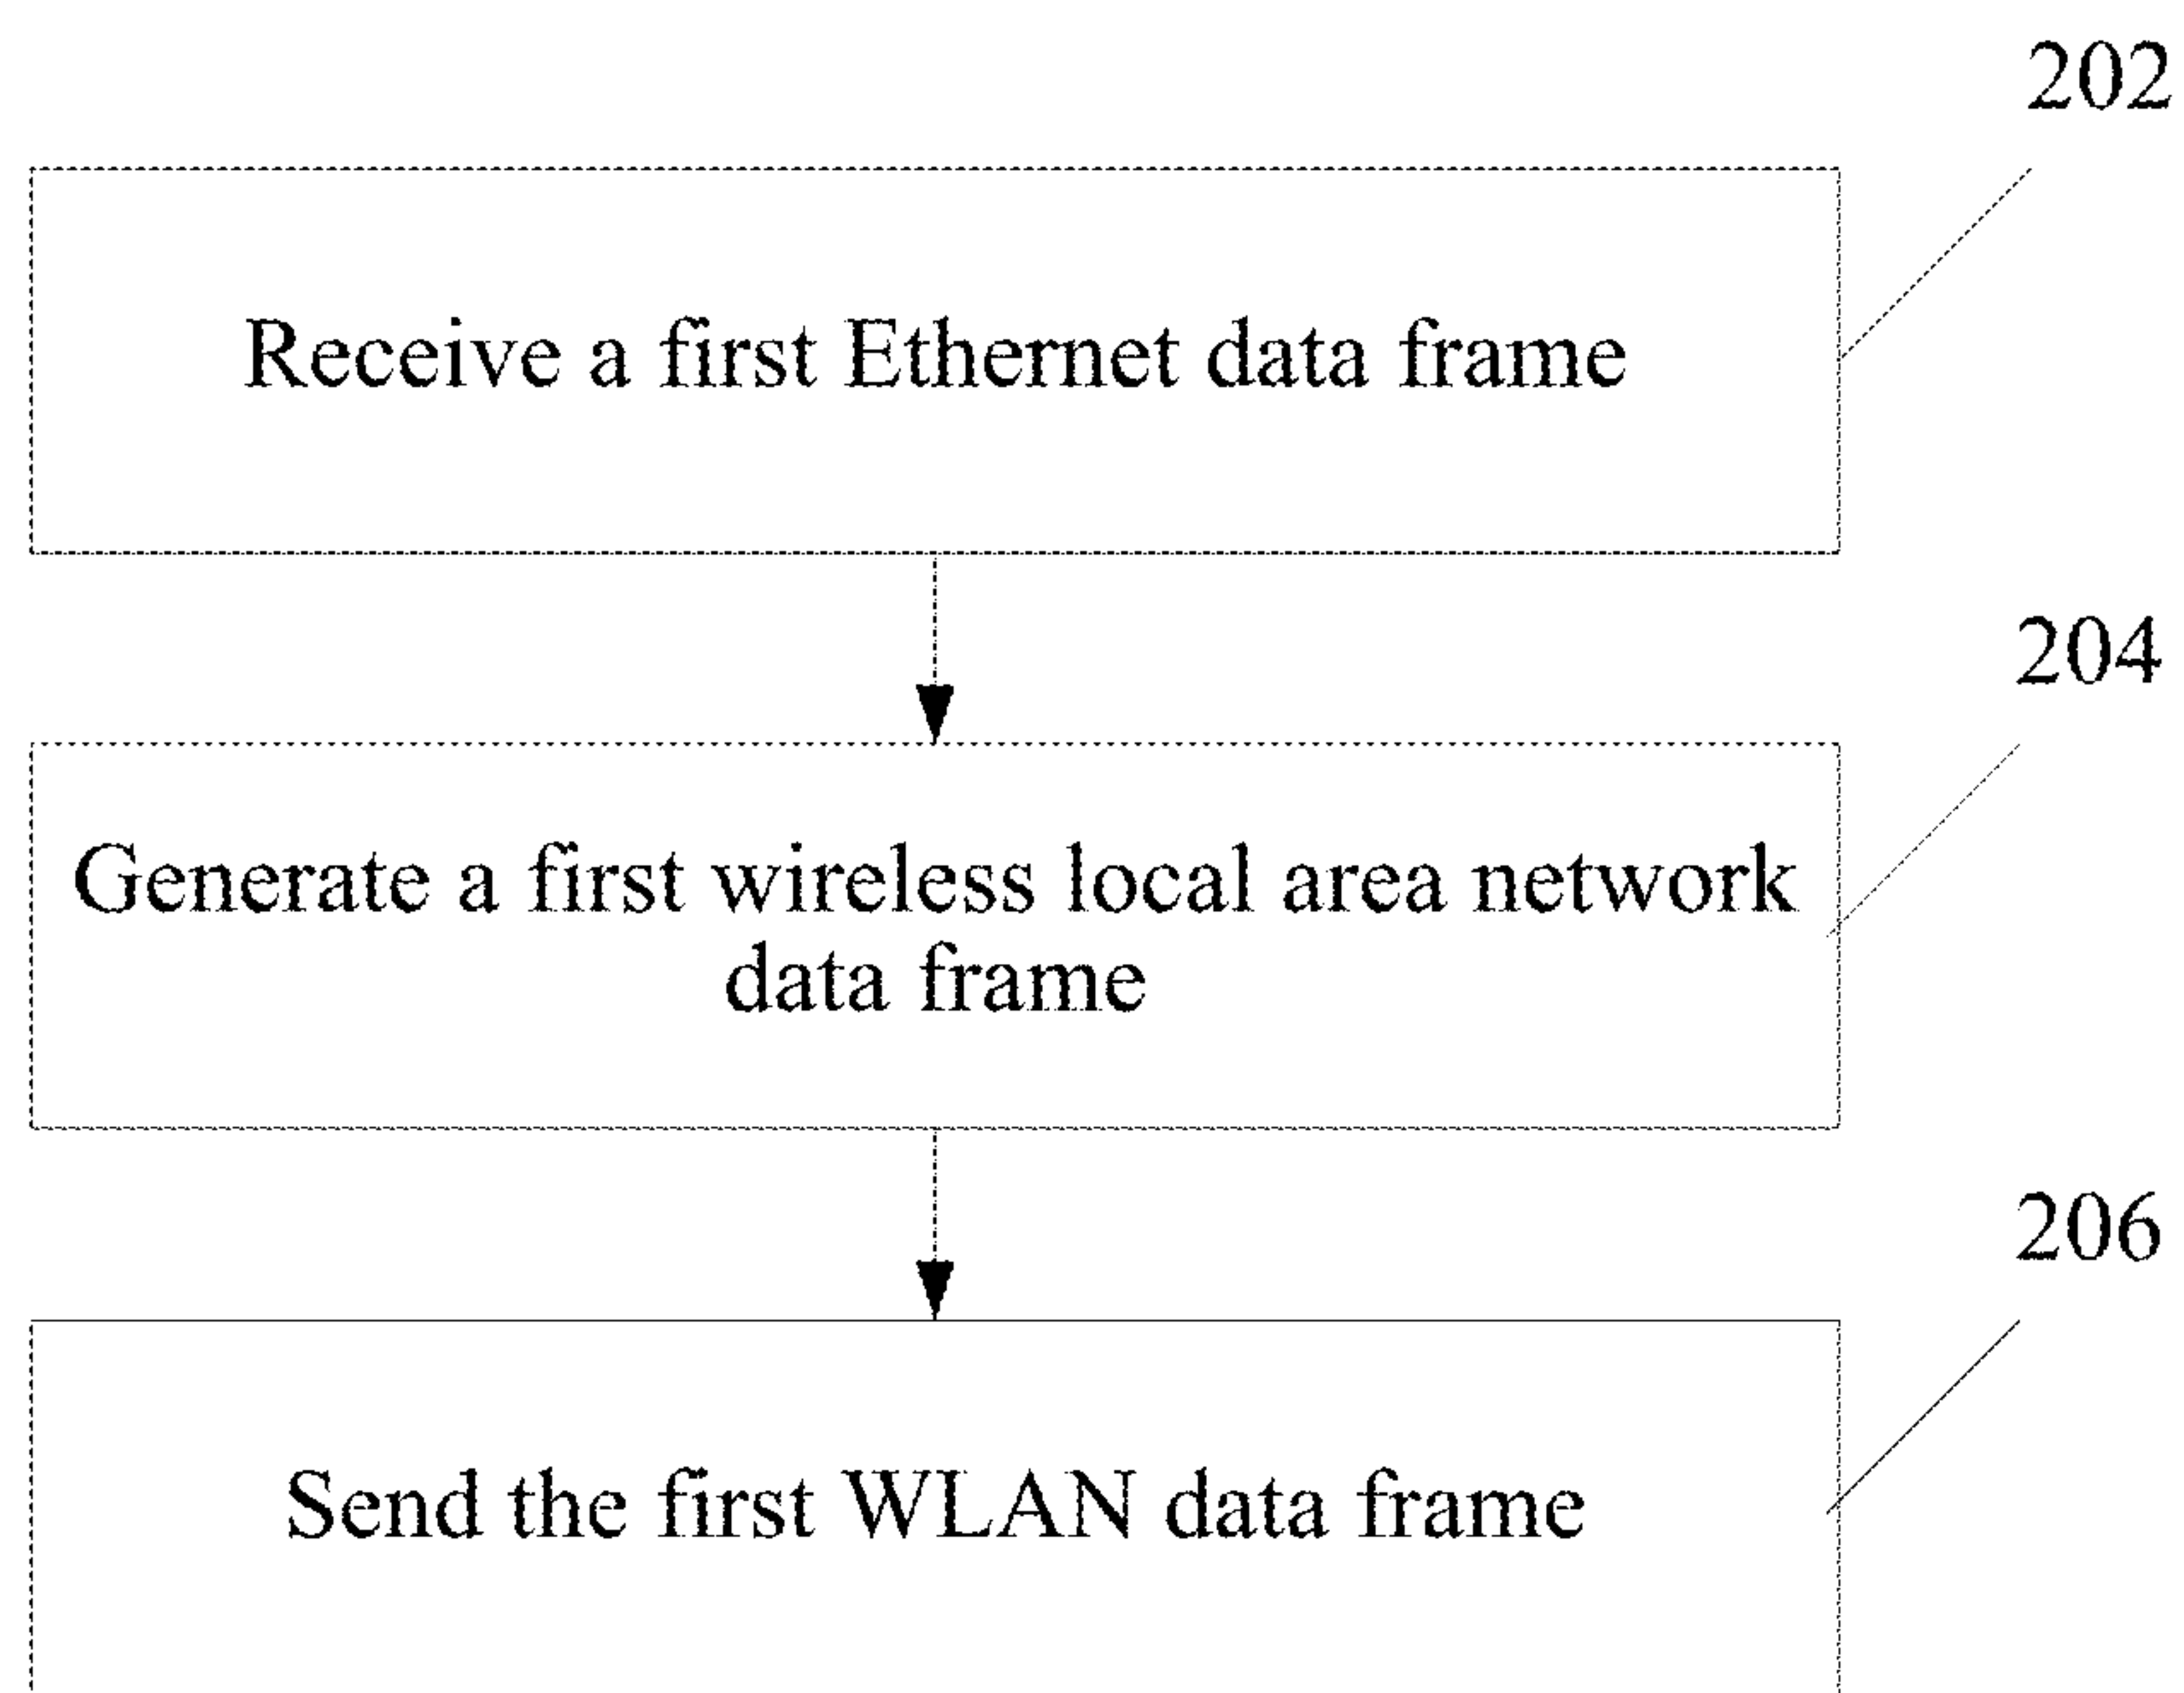 202
Receive a first Ethernet data frame
204
Generate a first wireless local area network
data frame
206
Send the first WLAN data frame